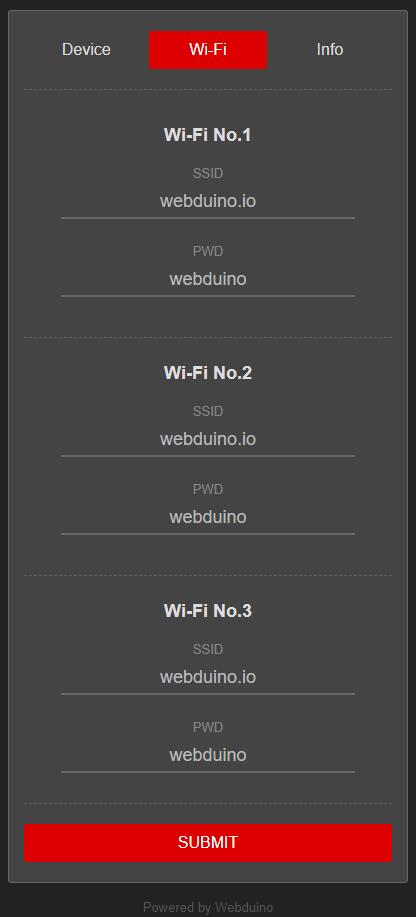 Device Wi-Fi Info
Wi-Fi No.1
SSID
webduino.io
PWD
webduino
Wi-Fi No.2
SSID
webduino.io
PWD
webduino
Wi-Fi No.3
SSID
webduino.io
PWD
webduino
SUBMIT
Powered by Webduino